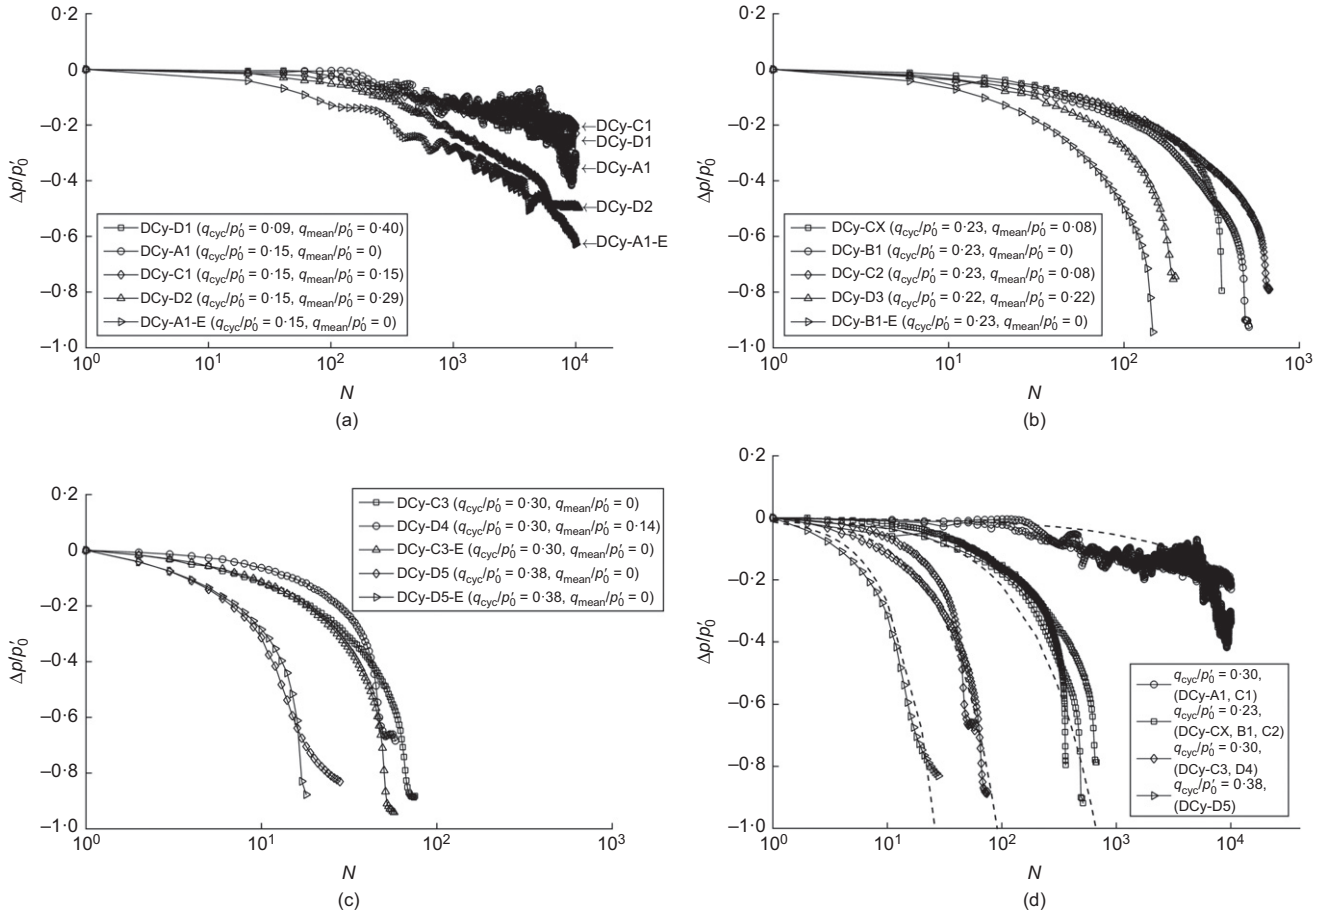 0·2
0
–0·2
–0·4
–0·6
–0·8
–1·0
Δp/p′0
DCy-C1
DCy-D1
DCy-A1
DCy-D2
DCy-A1-E
DCy-D1 (qcyc/p′0 = 0·09, qmean/p′0 = 0·40)
DCy-A1 (qcyc/p′0 = 0·15, qmean/p′0 = 0)
DCy-C1 (qcyc/p′0 = 0·15, qmean/p′0 = 0·15)
DCy-D2 (qcyc/p′0 = 0·15, qmean/p′0 = 0·29)
DCy-A1-E (qcyc/p′0 = 0·15, qmean/p′0 = 0)
10^0 10^1 10^2 10^3 10^4
N
(a)
0·2
0
–0·2
–0·4
–0·6
–0·8
–1·0
Δp/p′0
DCy-CX (qcyc/p′0 = 0·23, qmean/p′0 = 0·08)
DCy-B1 (qcyc/p′0 = 0·23, qmean/p′0 = 0)
DCy-C2 (qcyc/p′0 = 0·23, qmean/p′0 = 0·08)
DCy-D3 (qcyc/p′0 = 0·22, qmean/p′0 = 0·22)
DCy-B1-E (qcyc/p′0 = 0·23, qmean/p′0 = 0)
10^0 10^1 10^2 10^3
N
(b)
0·2
0
–0·2
–0·4
–0·6
–0·8
–1·0
Δp/p′0
DCy-C3 (qcyc/p′0 = 0·30, qmean/p′0 = 0)
DCy-D4 (qcyc/p′0 = 0·30, qmean/p′0 = 0·14)
DCy-C3-E (qcyc/p′0 = 0·30, qmean/p′0 = 0)
DCy-D5 (qcyc/p′0 = 0·38, qmean/p′0 = 0)
DCy-D5-E (qcyc/p′0 = 0·38, qmean/p′0 = 0)
10^0 10^1 10^2 10^3
N
(c)
0·2
0
–0·2
–0·4
–0·6
–0·8
–1·0
Δp/p′0
qcyc/p′0 = 0·30,
(DCy-A1, C1)
qcyc/p′0 = 0·23,
(DCy-CX, B1, C2)
qcyc/p′0 = 0·30,
(DCy-C3, D4)
qcyc/p′0 = 0·38,
(DCy-D5)
10^0 10^1 10^2 10^3 10^4
N
(d)